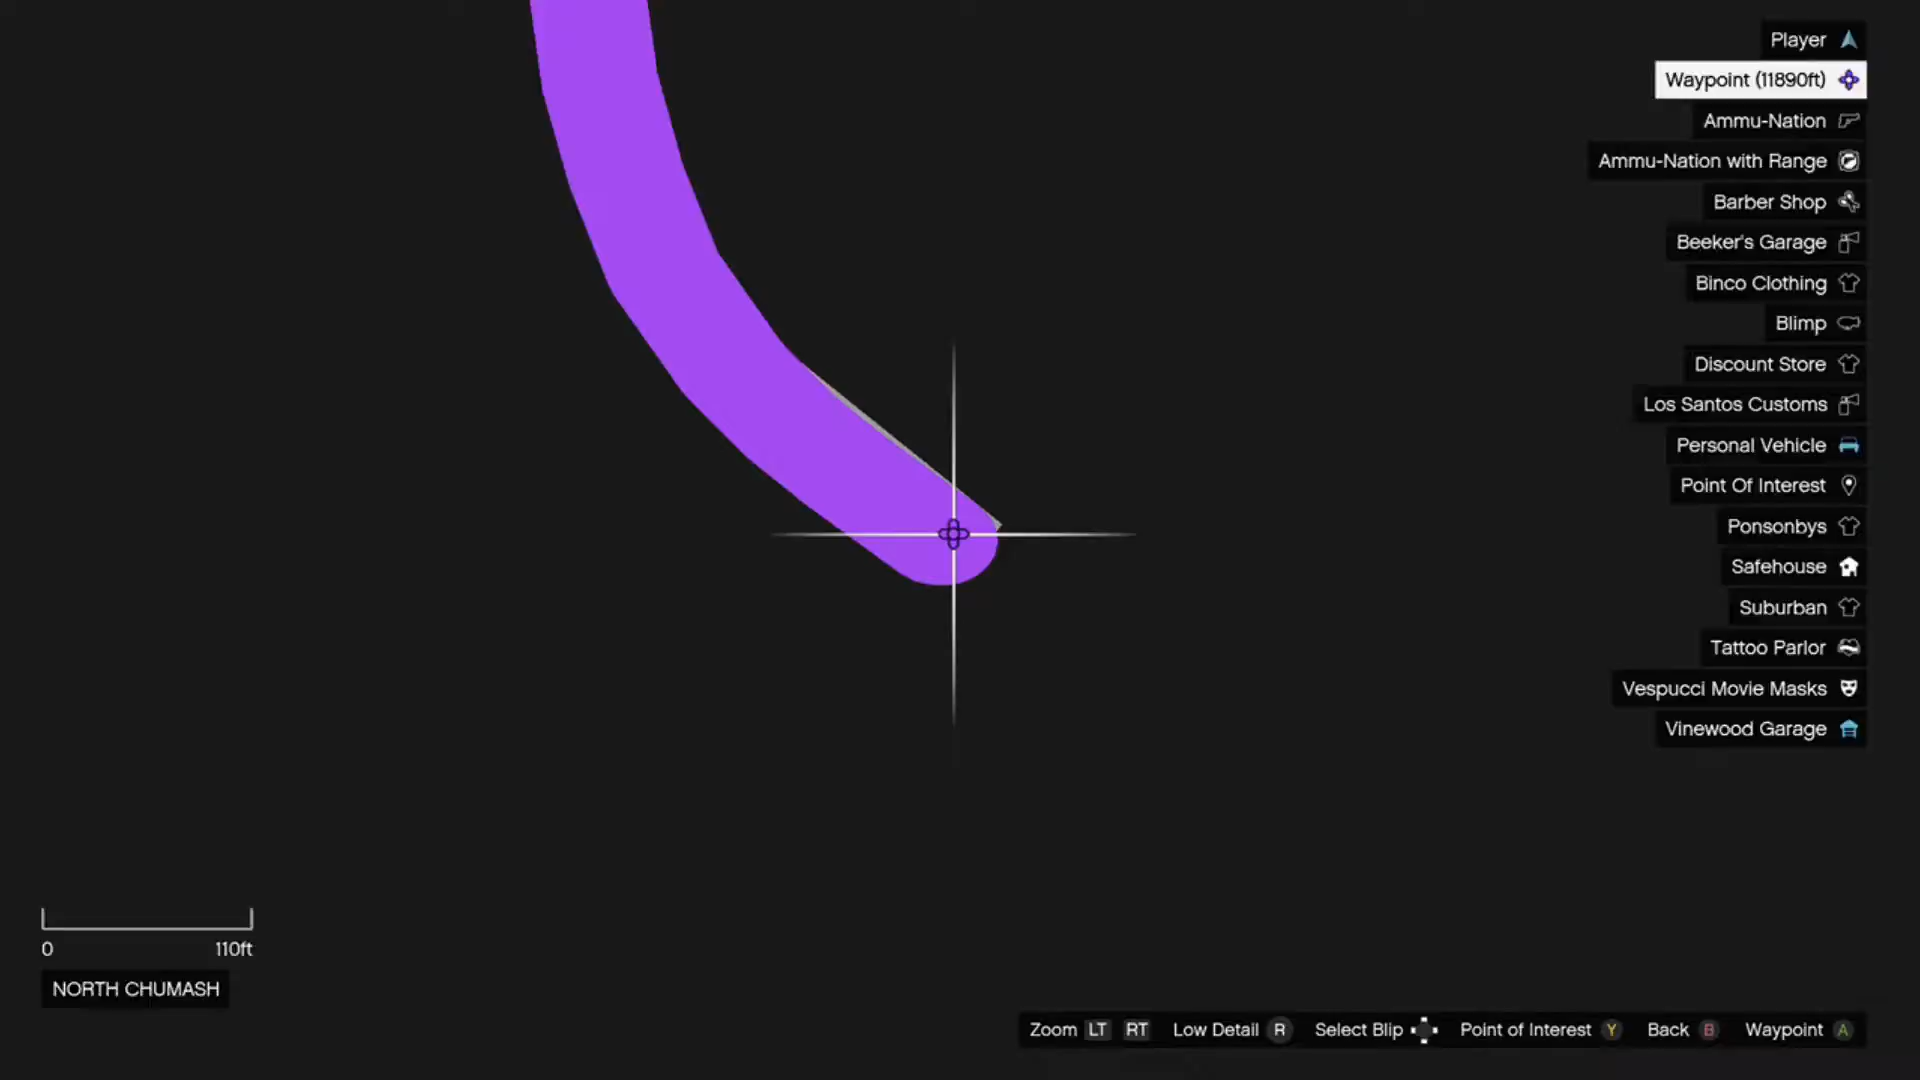 Player
Waypoint (11890ft)
Ammu-Nation
Ammu-Nation with Range
Barber Shop
Beeker's Garage
Binco Clothing
Blimp
Discount Store
Los Santos Customs
Personal Vehicle
Point Of Interest
Ponsonbys
Safehouse
Suburban
Tattoo Parlor
Vespucci Movie Masks
Vinewood Garage
0 110ft
NORTH CHUMASH
Zoom LT RT Low Detail R Select Blip Point of Interest Y Back B Waypoint A